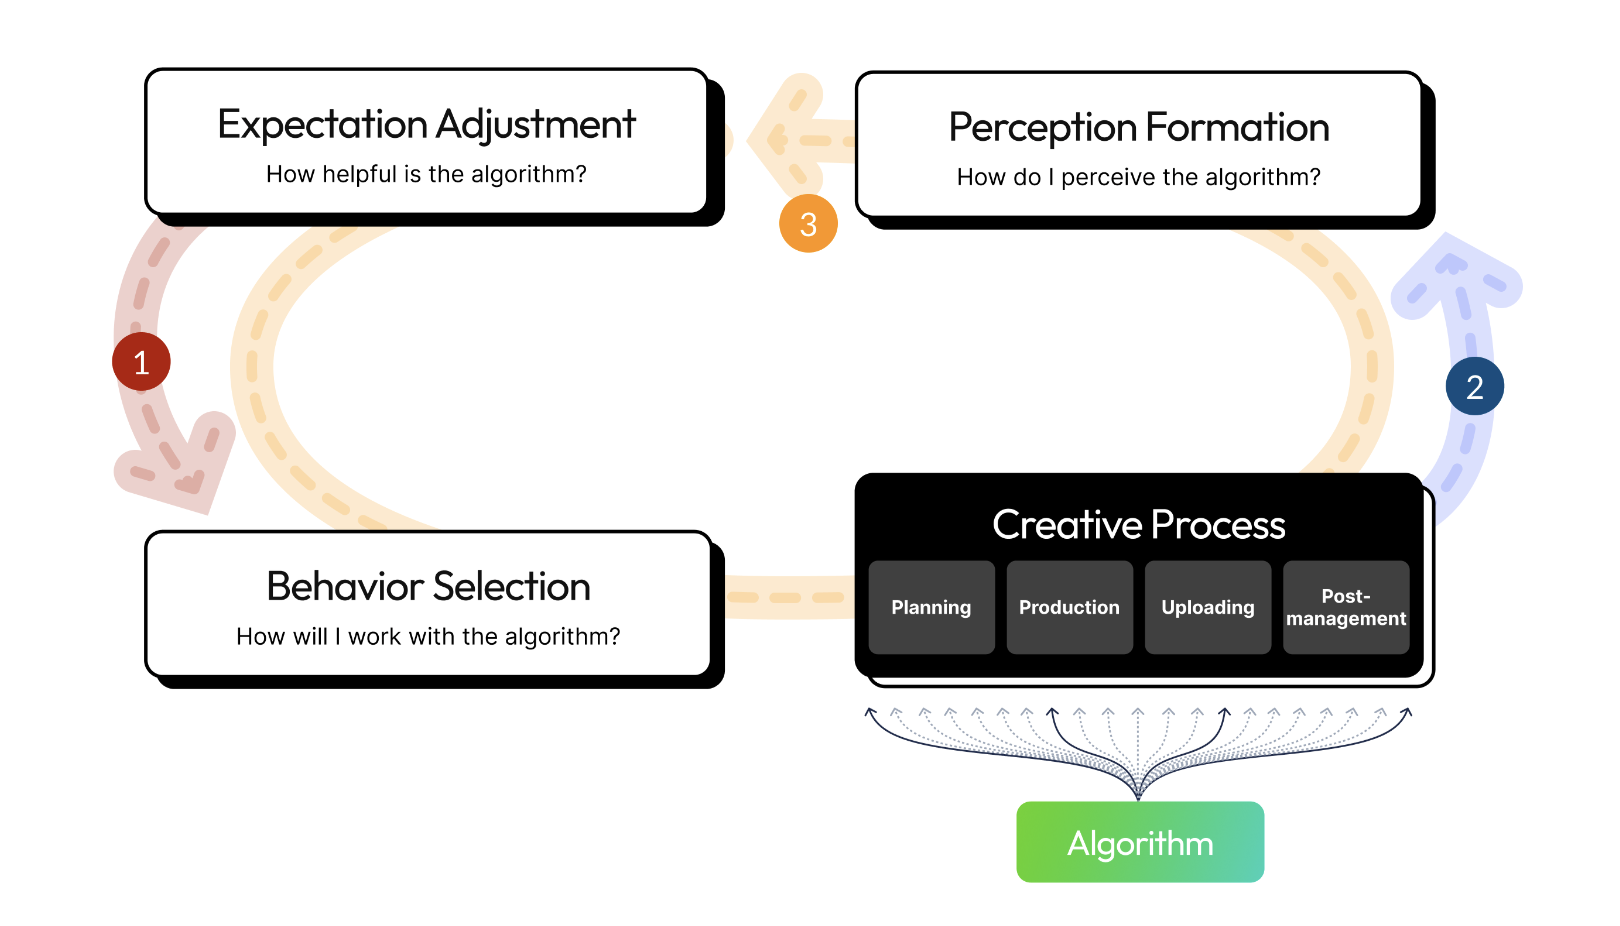 Expectation Adjustment
How helpful is the algorithm?
Perception Formation
How do I perceive the algorithm?
3
1
2
Behavior Selection
How will I work with the algorithm?
Creative Process
Planning
Production
Uploading
Post-
management
Algorithm